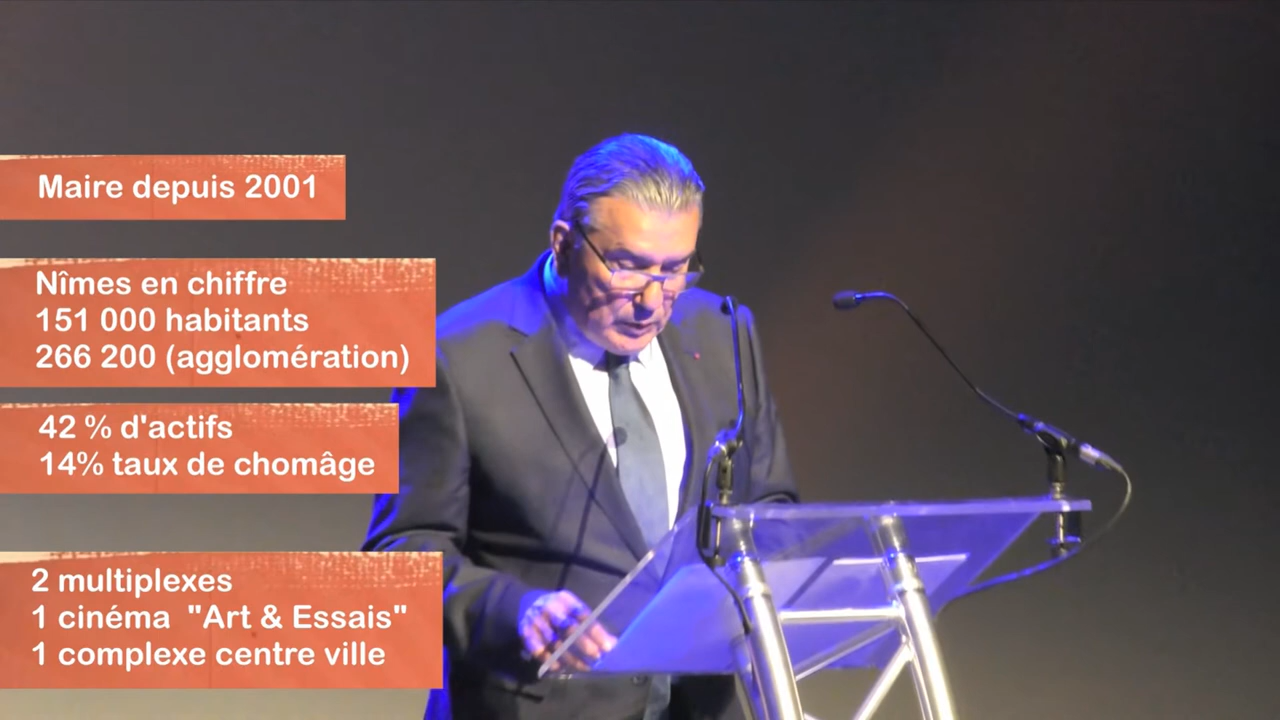 Maire depuis 2001
Nîmes en chiffre
151 000 habitants
266 200 (agglomération)
42 % d'actifs
14% taux de chomâge
2 multiplexes
1 cinéma "Art & Essais"
1 complexe centre ville